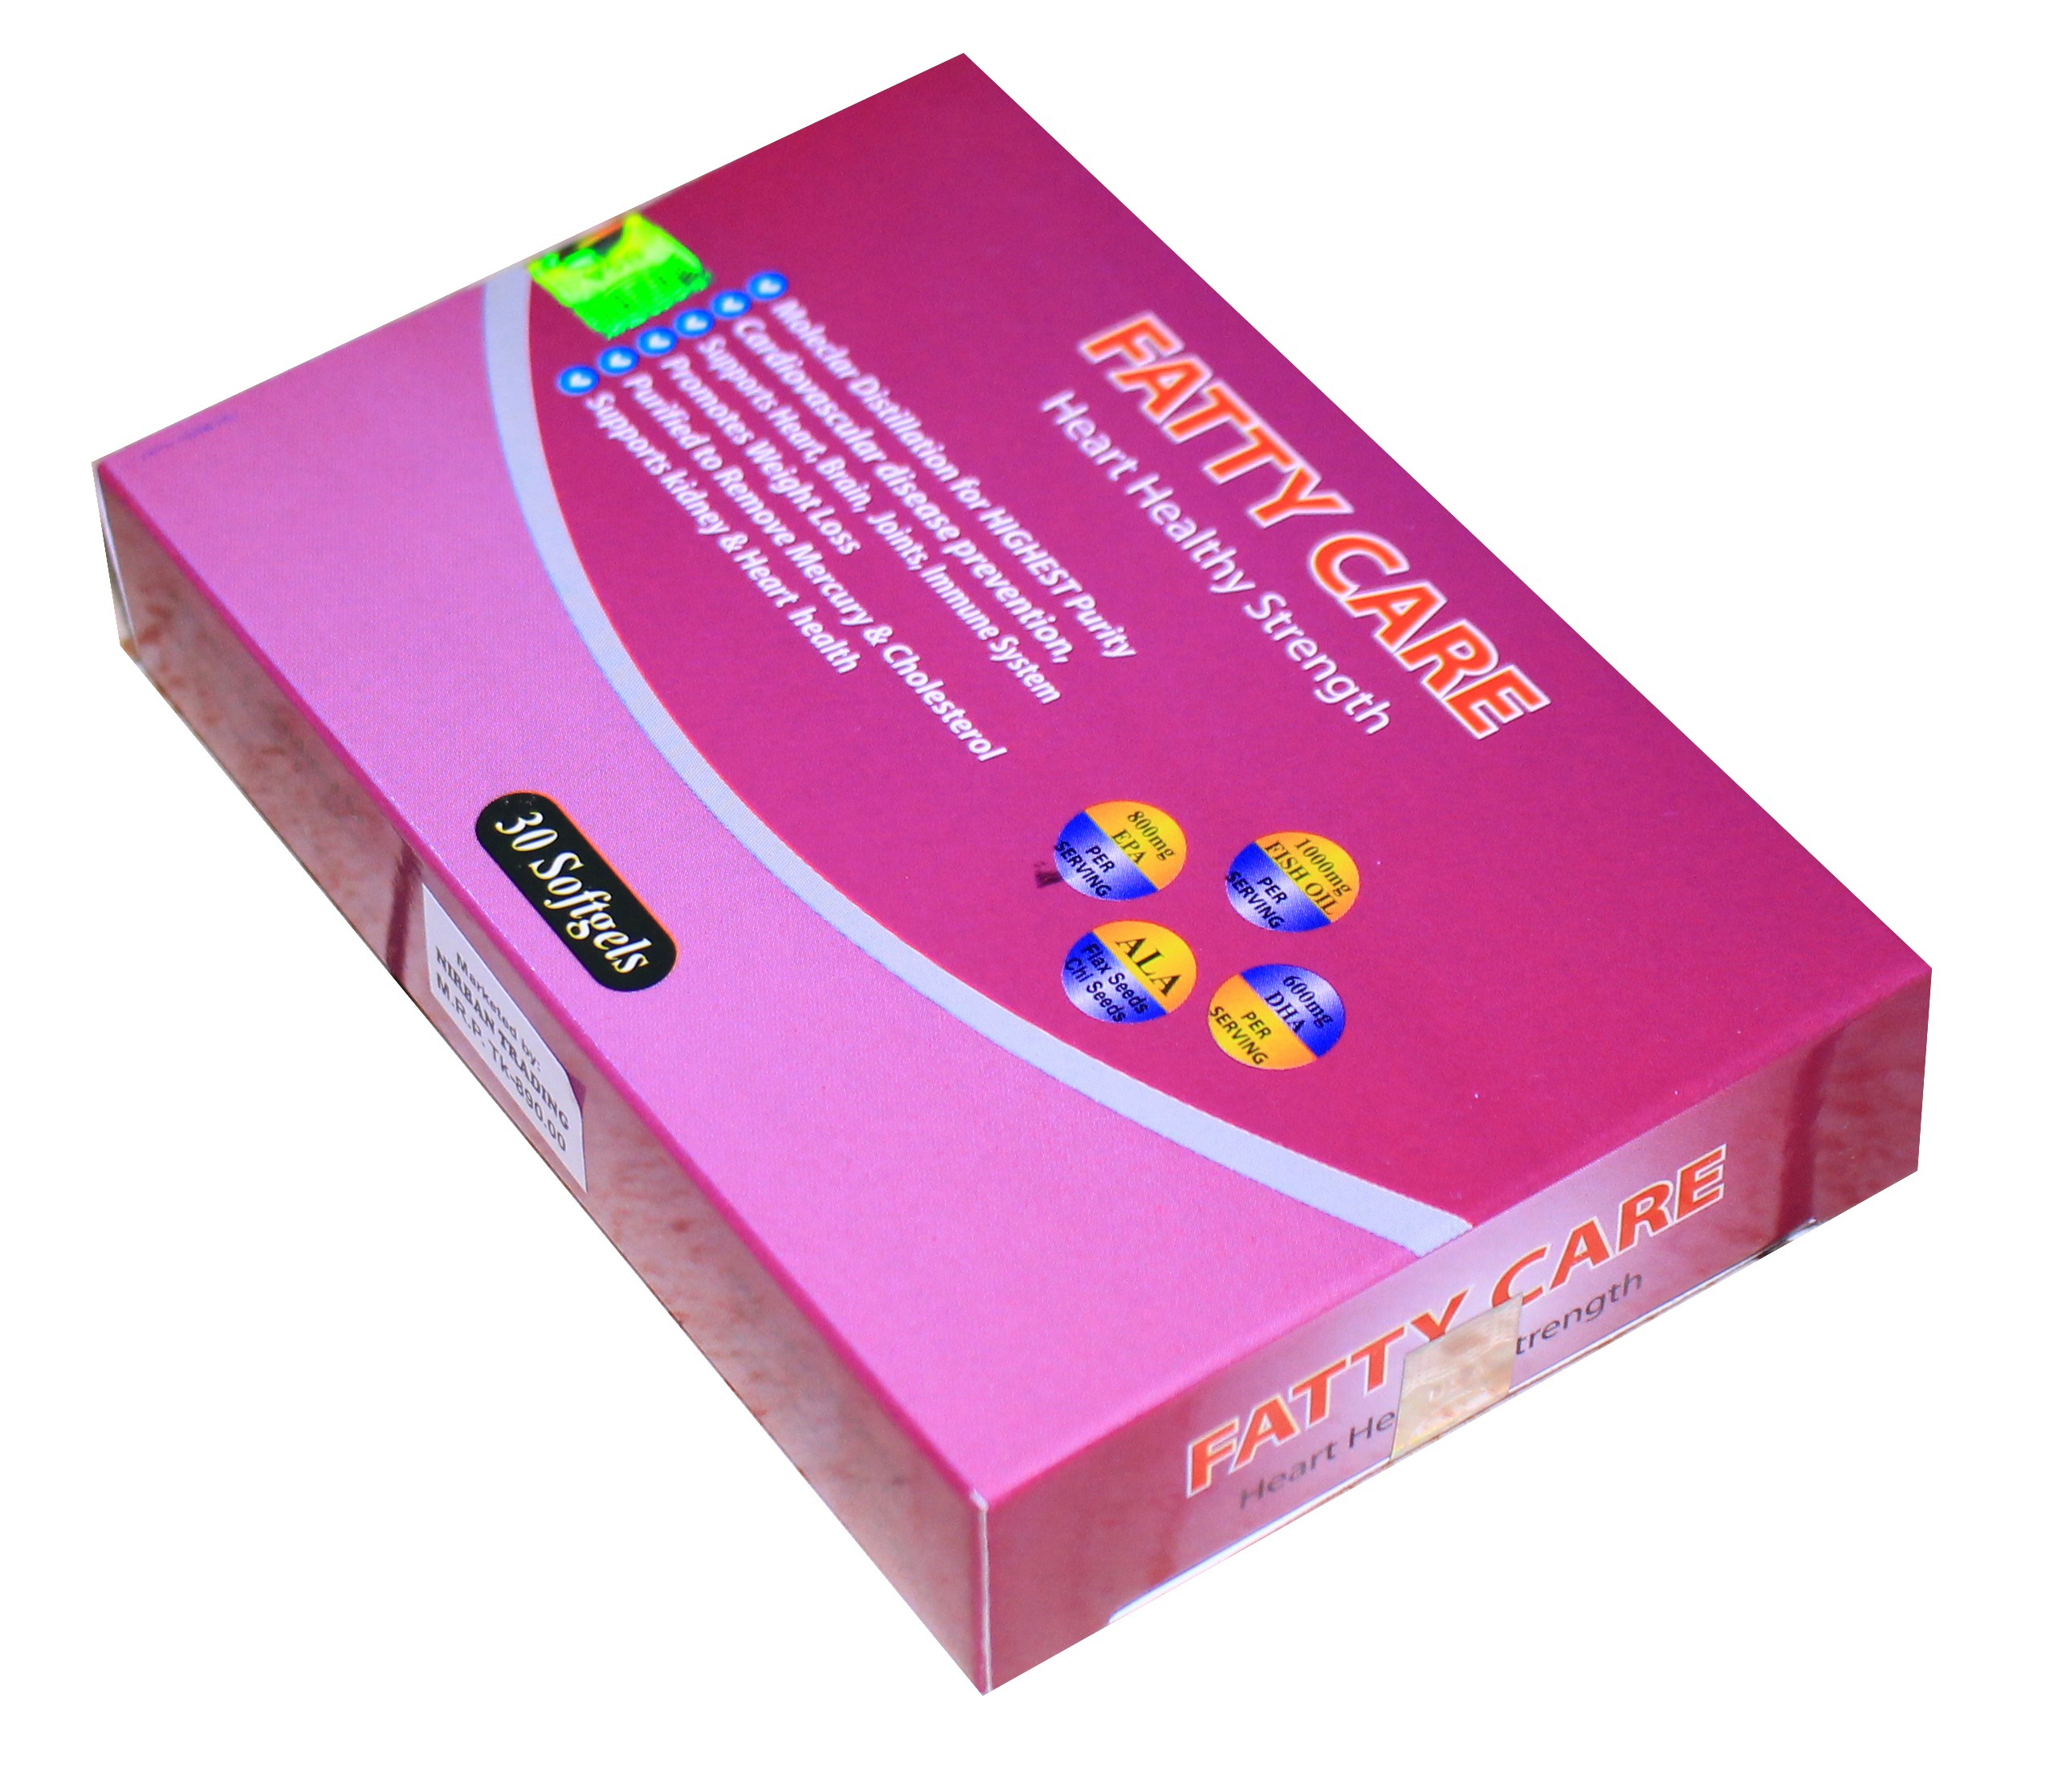 FATTY CARE
Heart Healthy Strength
Moleclar Distillation for HIGHEST Purity
Cardiovascular disease prevention,
Supports Heart, Brain, Joints, Immune System
Promotes Weight Loss
Purified to Remove Mercury & Cholesterol
Supports kidney & Heart health
1000mg
FISH OIL
PER
SERVING
800mg
EPA
PER
SERVING
600mg
DHA
PER
SERVING
ALA
Flax Seeds
Chi Seeds
30 Softgels
Marketed by:
NIRBAN TRADING
M.R.P. TK-890.00
FATTY CARE
Heart He trength